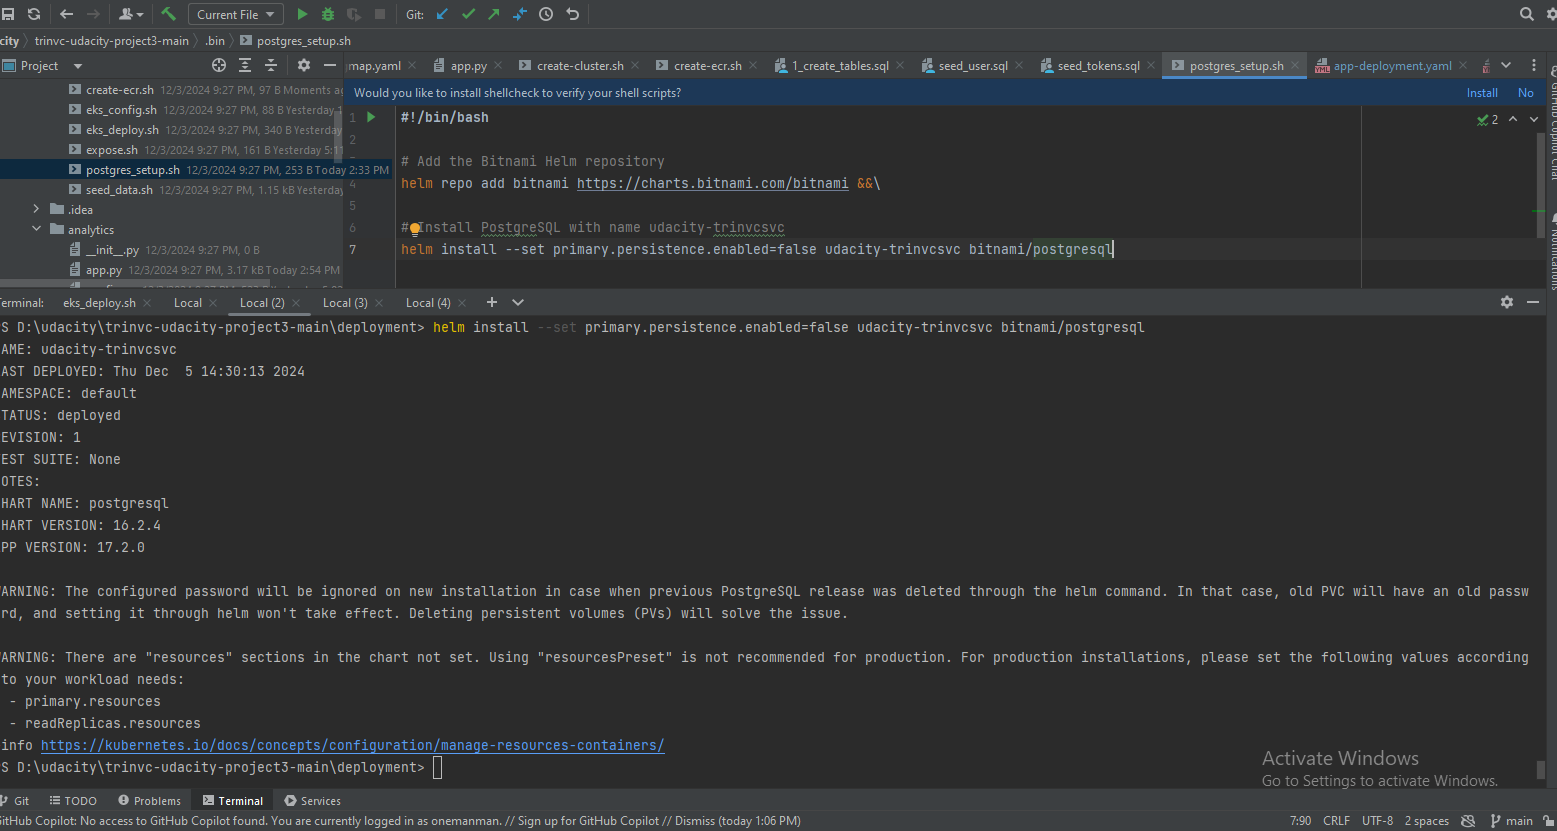 Current File
Git:
city
trinvc-udacity-project3-main
.bin
postgres_setup.sh
Project
map.yaml
app.py
create-cluster.sh
create-ecr.sh
1_create_tables.sql
seed_user.sql
seed_tokens.sql
postgres_setup.sh
app-deployment.yaml
create-ecr.sh 12/3/2024 9:27 PM, 97 B Moments ag
eks_config.sh 12/3/2024 9:27 PM, 88 B Yesterday 1
eks_deploy.sh 12/3/2024 9:27 PM, 340 B Yesterday
expose.sh 12/3/2024 9:27 PM, 161 B Yesterday 5:11
postgres_setup.sh 12/3/2024 9:27 PM, 253 B Today 2:33 PM
seed_data.sh 12/3/2024 9:27 PM, 1.15 kB Yesterday
.idea
analytics
__init__.py 12/3/2024 9:27 PM, 0 B
app.py 12/3/2024 9:27 PM, 3.17 kB Today 2:54 PM
Would you like to install shellcheck to verify your shell scripts?
Install
No
1 #!/bin/bash
2
# Add the Bitnami Helm repository
4 helm repo add bitnami https://charts.bitnami.com/bitnami &&\
5
6 # Install PostgreSQL with name udacity-trinvcsvc
7 helm install --set primary.persistence.enabled=false udacity-trinvcsvc bitnami/postgresql
2
GitHub Copilot Chat
Notifications
Terminal:
eks_deploy.sh
Local
Local (2)
Local (3)
Local (4)
PS D:\udacity\trinvc-udacity-project3-main\deployment> helm install --set primary.persistence.enabled=false udacity-trinvcsvc bitnami/postgresql
AME: udacity-trinvcsvc
AST DEPLOYED: Thu Dec  5 14:30:13 2024
AMESPACE: default
TATUS: deployed
EVISION: 1
EST SUITE: None
OTES:
HART NAME: postgresql
HART VERSION: 16.2.4
PP VERSION: 17.2.0
WARNING: The configured password will be ignored on new installation in case when previous PostgreSQL release was deleted through the helm command. In that case, old PVC will have an old passw
rd, and setting it through helm won't take effect. Deleting persistent volumes (PVs) will solve the issue.
WARNING: There are "resources" sections in the chart not set. Using "resourcesPreset" is not recommended for production. For production installations, please set the following values according
to your workload needs:
- primary.resources
- readReplicas.resources
info https://kubernetes.io/docs/concepts/configuration/manage-resources-containers/
PS D:\udacity\trinvc-udacity-project3-main\deployment>
Activate Windows
Go to Settings to activate Windows.
Git
TODO
Problems
Terminal
Services
GitHub Copilot: No access to GitHub Copilot found. You are currently logged in as onemanman. // Sign up for GitHub Copilot // Dismiss (today 1:06 PM)
7:90
CRLF
UTF-8
2 spaces
main